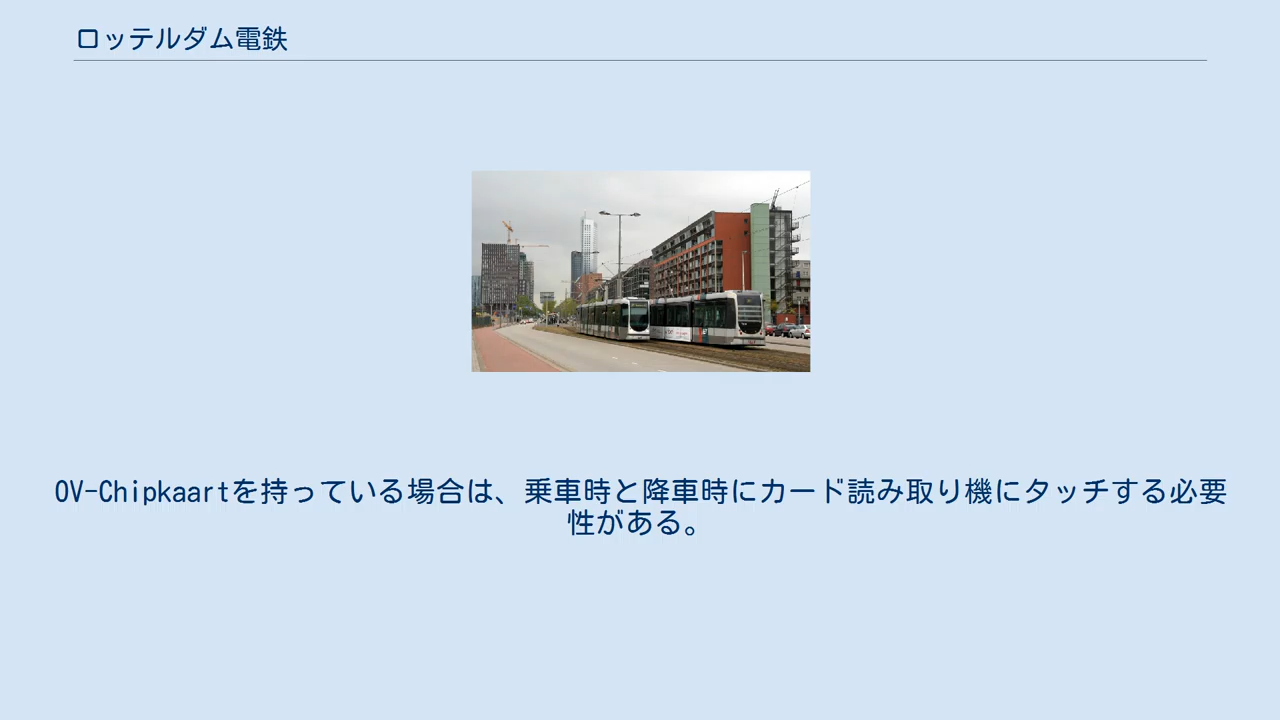 ロッテルダム電鉄
OV-Chipkaartを持っている場合は、乗車時と降車時にカード読み取り機にタッチする必要
性がある。